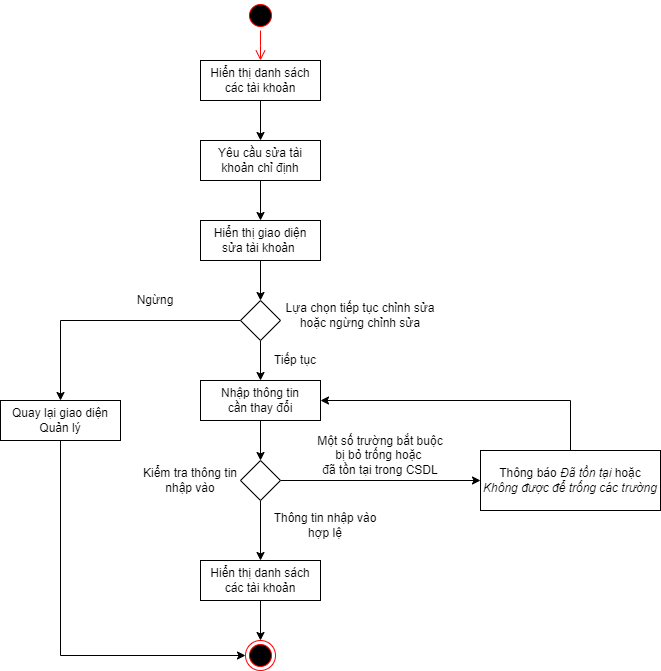 Hiển thị danh sách
các tài khoản
Yêu cầu sửa tài
khoản chỉ định
Hiển thị giao diện
sửa tài khoản
Ngừng
Lựa chọn tiếp tục chỉnh sửa
hoặc ngừng chỉnh sửa
Tiếp tục
Nhập thông tin
cần thay đổi
Quay lại giao diện
Quản lý
Một số trường bắt buộc
bị bỏ trống hoặc
đã tồn tại trong CSDL
Kiểm tra thông tin
nhập vào
Thông báo Đã tồn tại hoặc
Không được để trống các trường
Thông tin nhập vào
hợp lệ
Hiển thị danh sách
các tài khoản